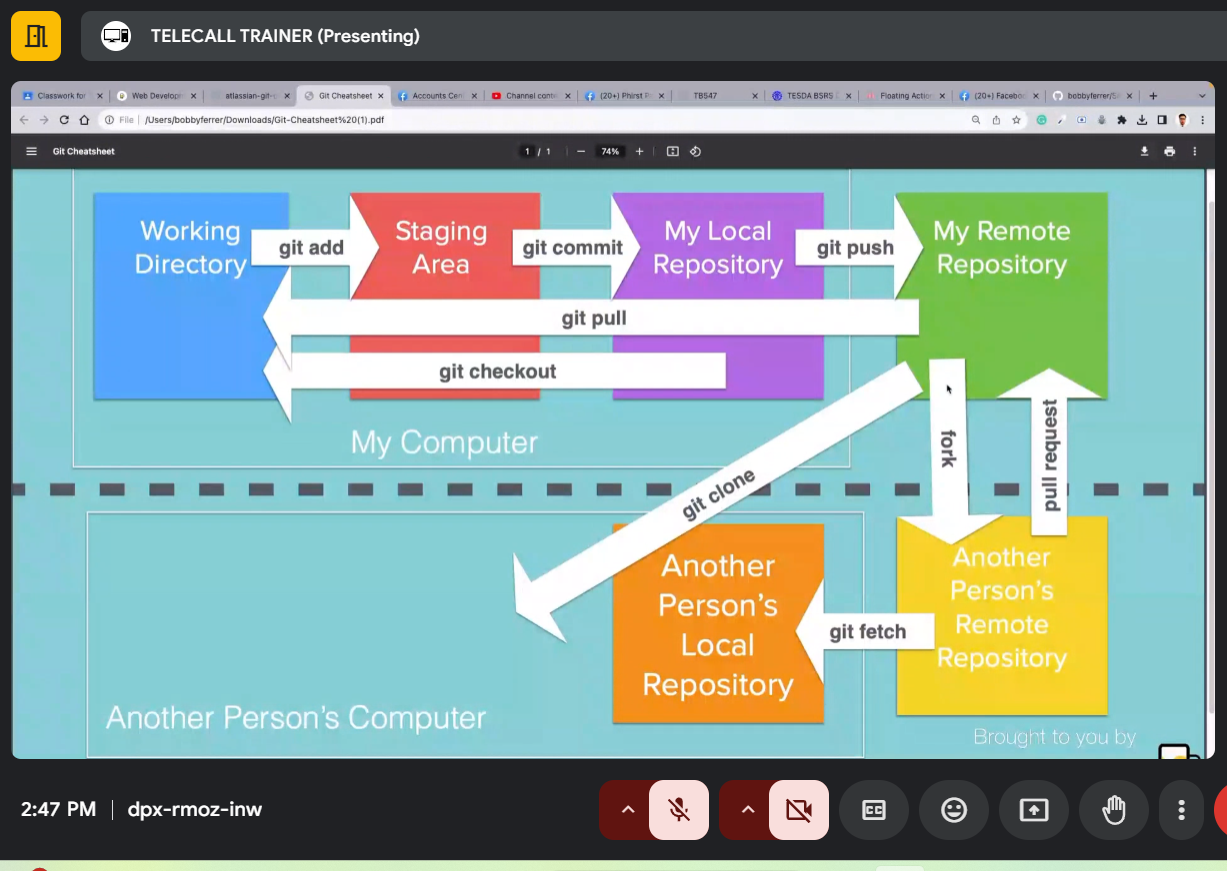 TELECALL TRAINER (Presenting)
Classwork for
Web Develop
atlassian-git-
Git Cheatsheet
Accounts Cen
Channel cont
(20+) Phirst P
TB547
TESDA BSRS
Floating Actio
(20+) Facebo
bobbyferrer/S
File | /Users/bobbyferrer/Downloads/Git-Cheatsheet%20(1).pdf
Git Cheatsheet
1 / 1
74%
Working
Directory
git add
Staging
Area
git commit
My Local
Repository
git push
My Remote
Repository
git pull
git checkout
My Computer
git clone
fork
pull request
Another
Person's
Local
Repository
git fetch
Another
Person's
Remote
Repository
Another Person's Computer
Brought to you by
2:47 PM | dpx-rmoz-inw
CC